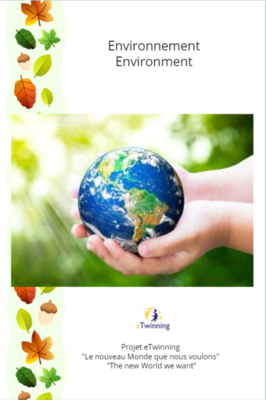 Environnement
Environment
eTwinning
Projet eTwinning
"Le nouveau Monde que nous voulons"
"The new World we want"